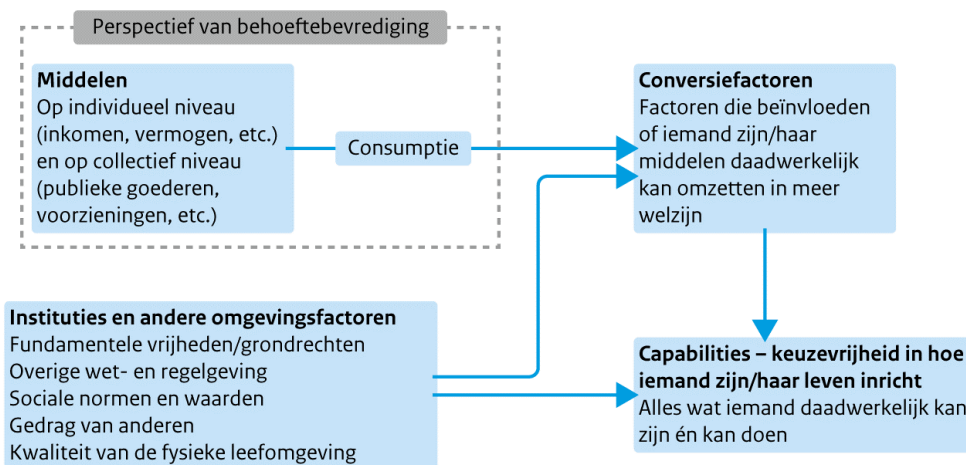 Perspectief van behoeftebevrediging
Middelen
Op individueel niveau
(inkomen, vermogen, etc.)
en op collectief niveau
(publieke goederen,
voorzieningen, etc.)
Consumptie
Conversiefactoren
Factoren die beïnvloeden
of iemand zijn/haar
middelen daadwerkelijk
kan omzetten in meer
welzijn
Instituties en andere omgevingsfactoren
Fundamentele vrijheden/grondrechten
Overige wet- en regelgeving
Sociale normen en waarden
Gedrag van anderen
Kwaliteit van de fysieke leefomgeving
Capabilities – keuzevrijheid in hoe
iemand zijn/haar leven inricht
Alles wat iemand daadwerkelijk kan
zijn én kan doen